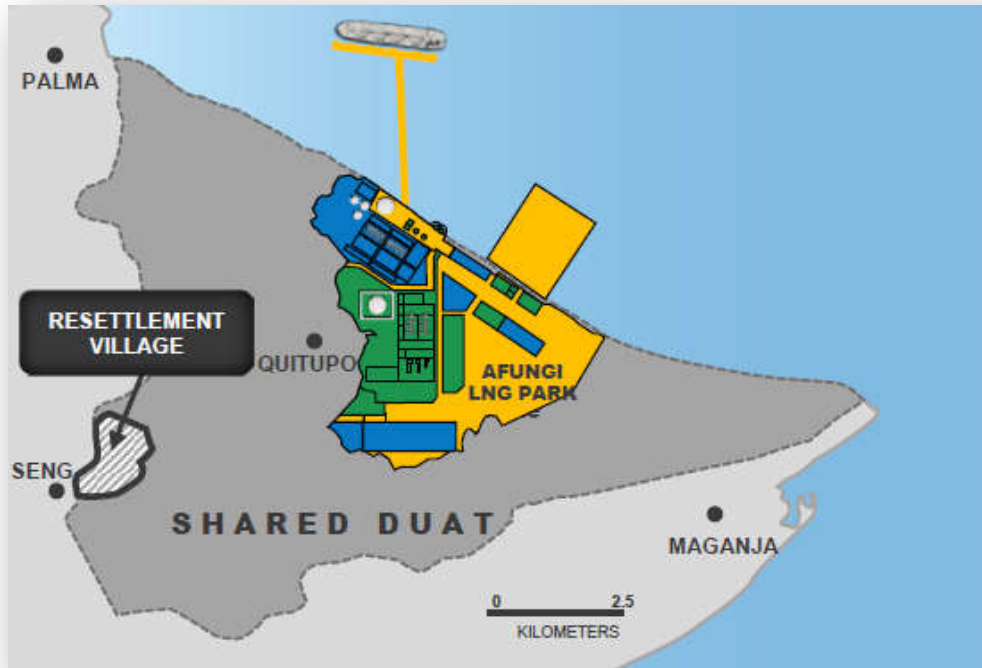 PALMA
RESETTLEMENT
VILLAGE
QUITUPO
AFUNGI
LNG PARK
SENG
SHARED DUAT
MAGANJA
0 2.5
KILOMETERS